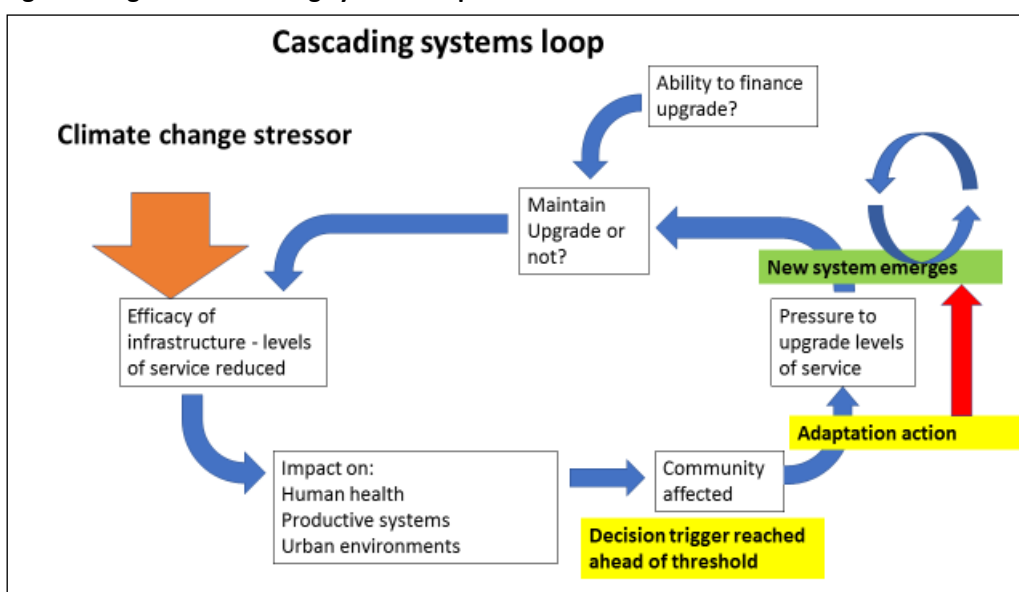 Cascading systems loop
Ability to finance
upgrade?
Climate change stressor
Maintain
Upgrade or
not?
New system emerges
Efficacy of
infrastructure - levels
of service reduced
Pressure to
upgrade levels
of service
Adaptation action
Impact on:
Human health
Productive systems
Urban environments
Community
affected
Decision trigger reached
ahead of threshold